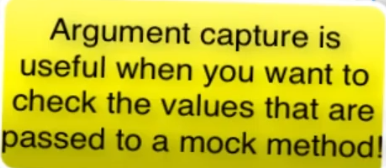 Argument capture is
useful when you want to
check the values that are
passed to a mock method!